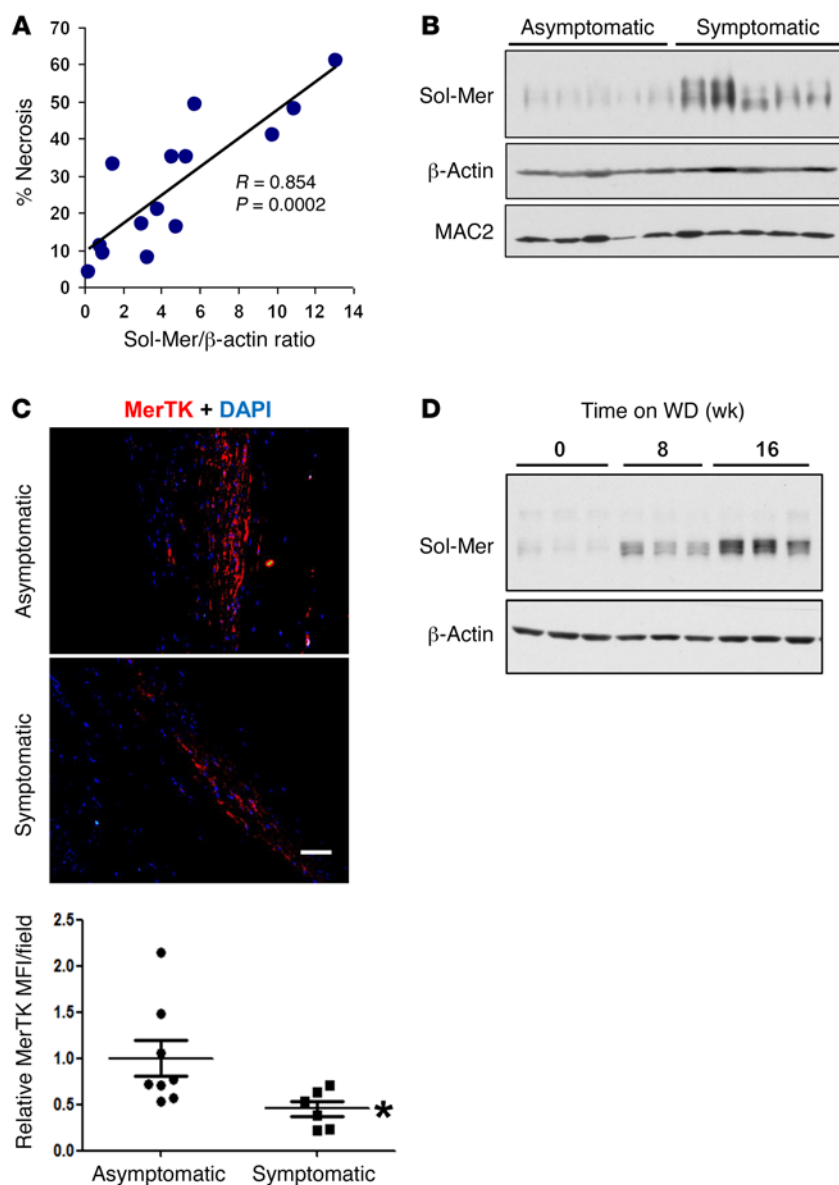 A
% Necrosis
70
60
50
40
30
20
10
0
R = 0.854
P = 0.0002
0 2 4 6 8 10 12 14
Sol-Mer/β-actin ratio
B
Asymptomatic Symptomatic
Sol-Mer
β-Actin
MAC2
C
MerTK + DAPI
Asymptomatic
Symptomatic
Relative MerTK MFI/field
2.5
2.0
1.5
1.0
0.5
0.0
*
Asymptomatic Symptomatic
D
Time on WD (wk)
0 8 16
Sol-Mer
β-Actin